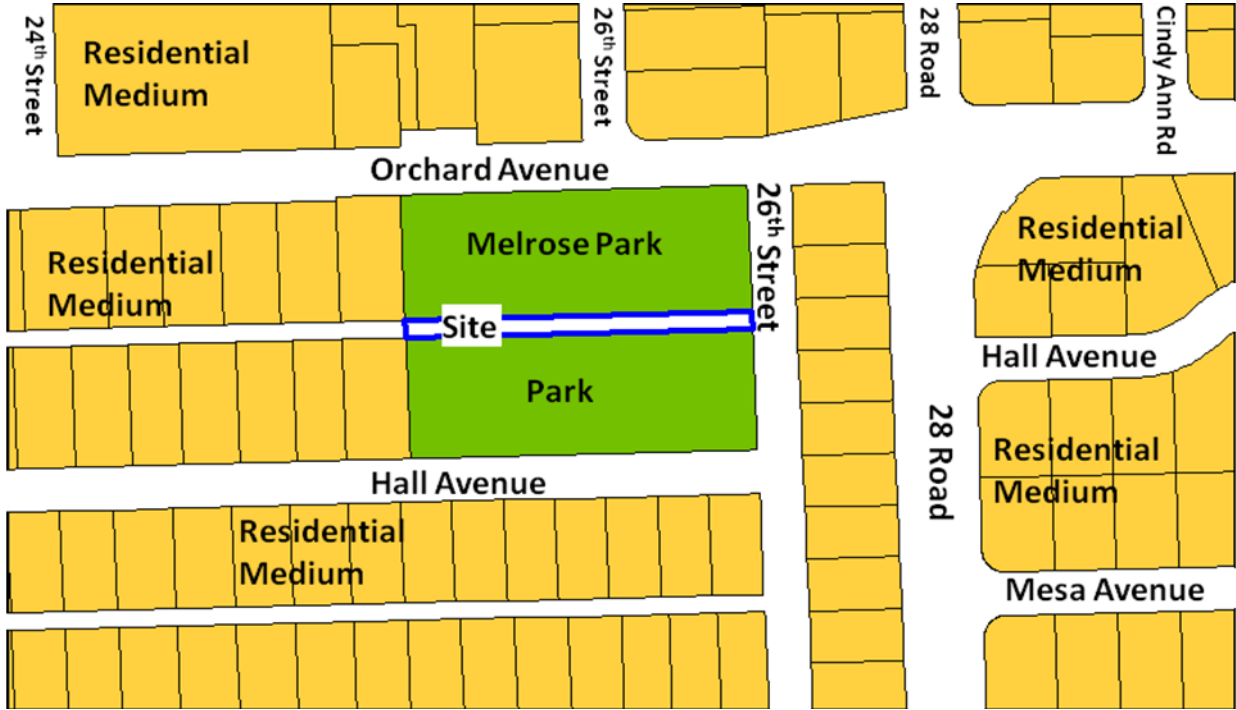 24th Street
Residential
Medium
26th Street
28 Road
Cindy Ann Rd
Orchard Avenue
Residential
Medium
Melrose Park
26th Street
Residential
Medium
Site
Hall Avenue
Park
28 Road
Residential
Medium
Hall Avenue
Residential
Medium
Mesa Avenue